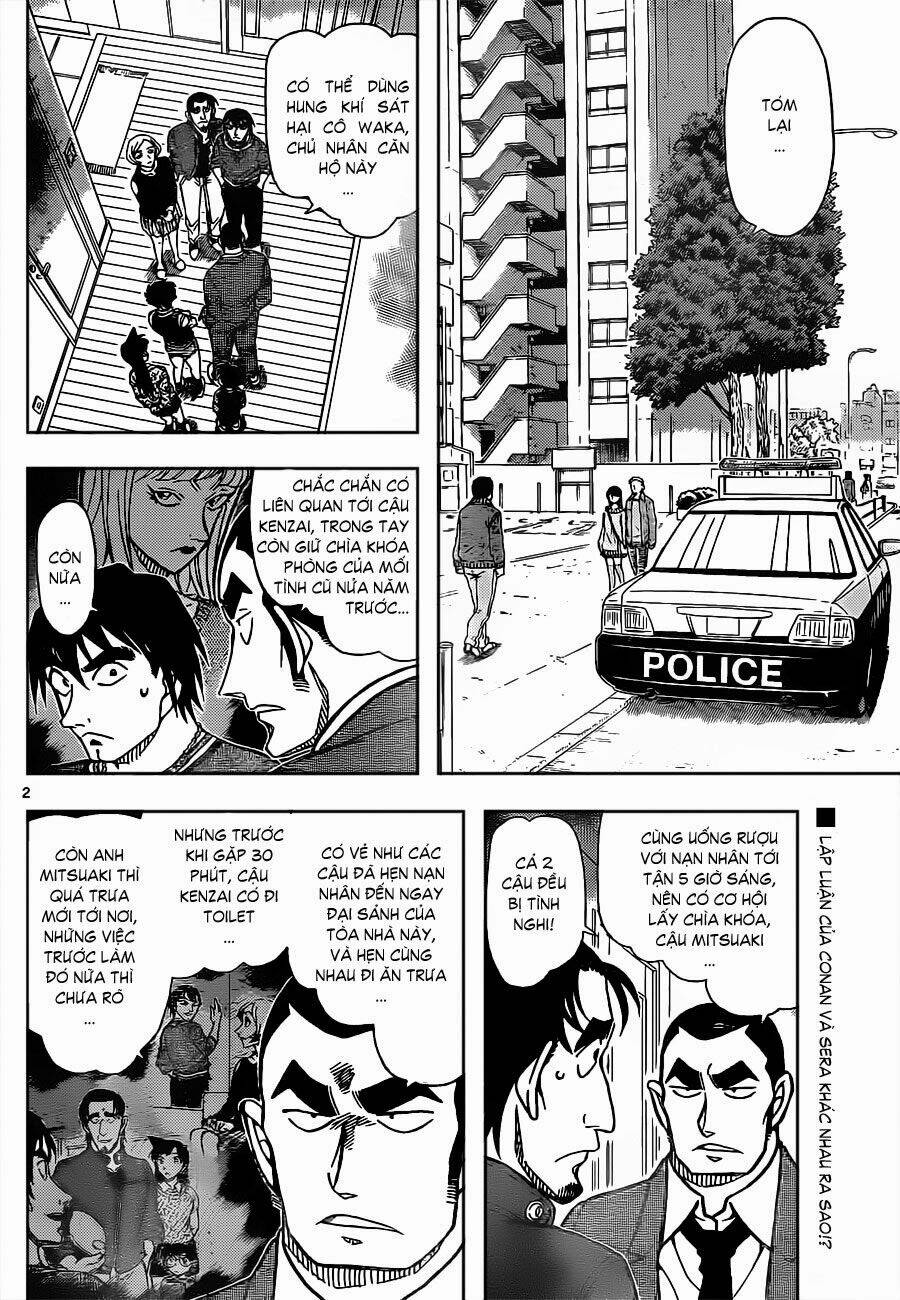 TÓM
LẠI
...
POLICE
CÓ THỂ DÙNG
HUNG KHÍ SÁT
HẠI CÔ WAKA,
CHỦ NHÂN CĂN
HỘ NÀY
...
CHẮC CHẮN CÓ
LIÊN QUAN TỚI CẬU
KENZAI, TRONG TAY
CÒN GIỮ CHÌA KHÓA
PHÒNG CỦA MỐI
TÌNH CŨ NỬA NĂM
TRƯỚC...
CÒN
NỮA
...
2
LẬP LUẬN CỦA CONAN VÀ SERA KHÁC NHAU RA SAO!?
CÙNG UỐNG RƯỢU
VỚI NẠN NHÂN TỚI
TẬN 5 GIỜ SÁNG,
NÊN CÓ CƠ HỘI
LẤY CHÌA KHÓA,
CẬU MITSUAKI
...
CẢ 2
CẬU ĐỀU
BỊ TÌNH
NGHI!
CÓ VẺ NHƯ CÁC
CẬU ĐÃ HẸN NẠN
NHÂN ĐẾN NGAY
ĐẠI SẢNH CỦA
TÒA NHÀ NÀY,
VÀ HẸN CÙNG
NHAU ĐI ĂN TRƯA
...
NHƯNG TRƯỚC
KHI GẶP 30
PHÚT, CẬU
KENZAI CÓ ĐI
TOILET
...
CÒN ANH
MITSUAKI THÌ
QUÁ TRƯA
MỚI TỚI NƠI,
NHỮNG VIỆC
TRƯỚC LÀM
ĐÓ NỮA THÌ
CHƯA RÕ
...